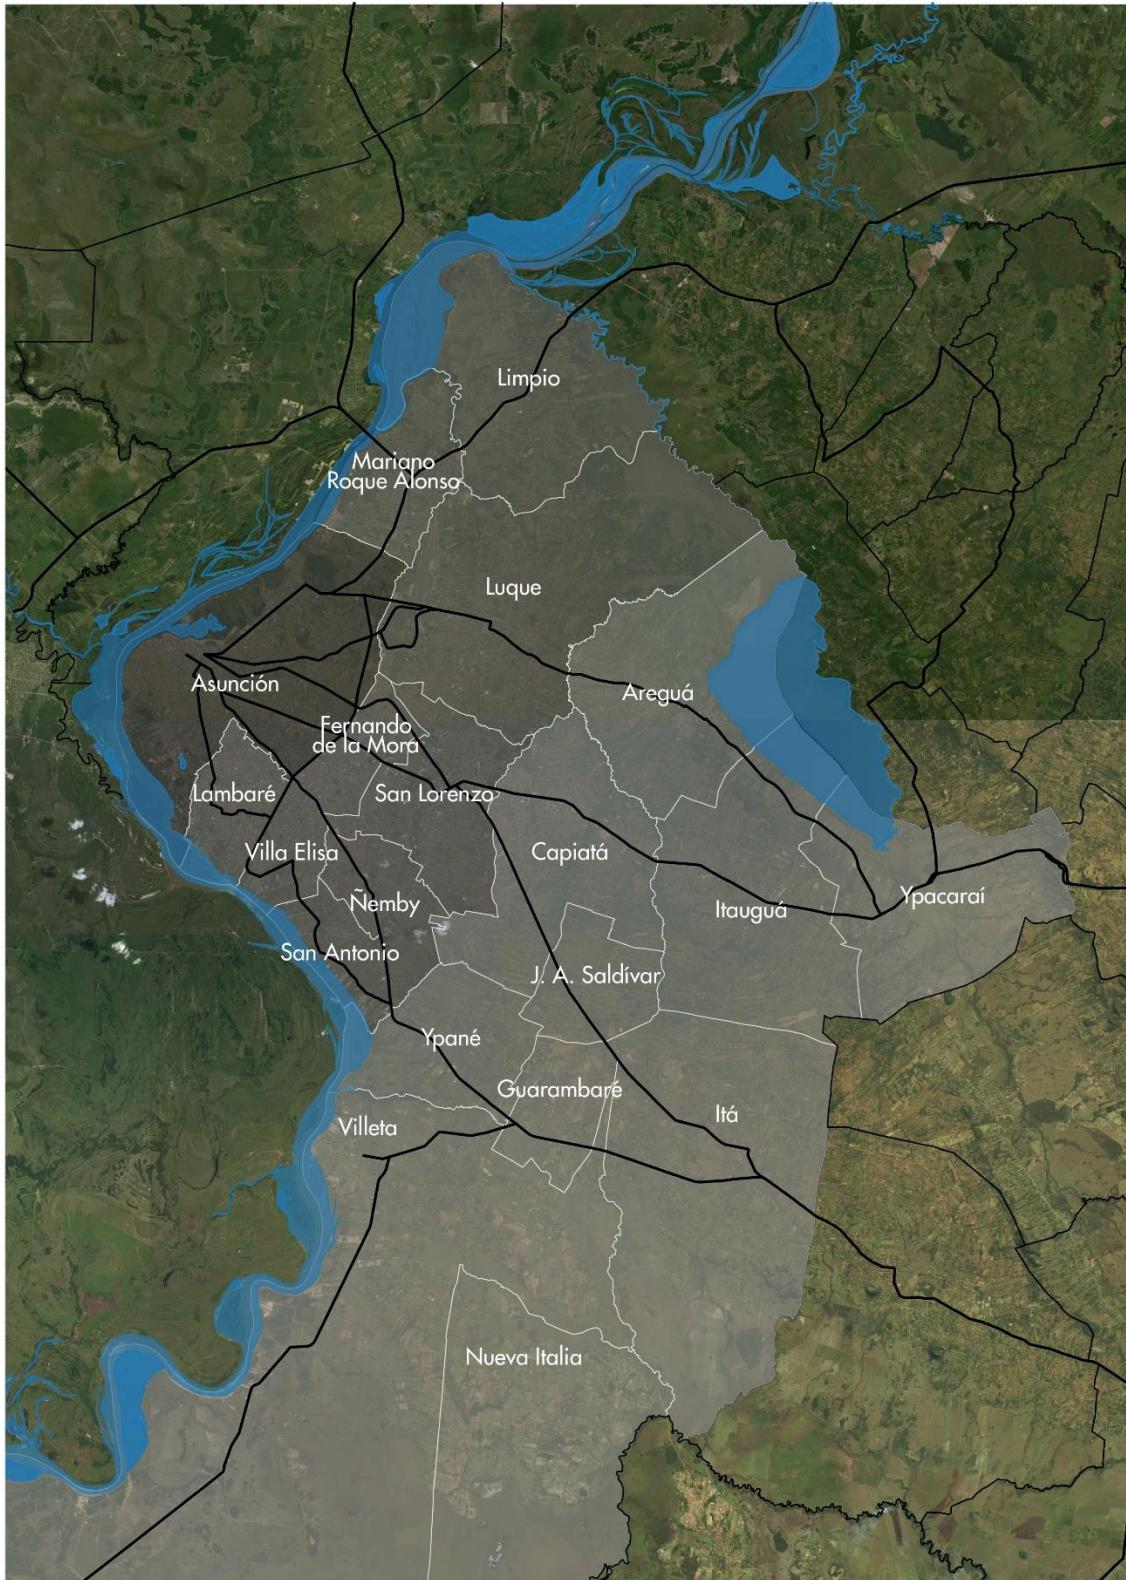 Limpio
Mariano
Roque Alonso
Luque
Asunción
Areguá
Fernando
de la Mora
Lambaré
San Lorenzo
Villa Elisa
Capiatá
Ñemby
Itauguá
Ypacaraí
San Antonio
J. A. Saldívar
Ypané
Guarambaré
Itá
Villeta
Nueva Italia